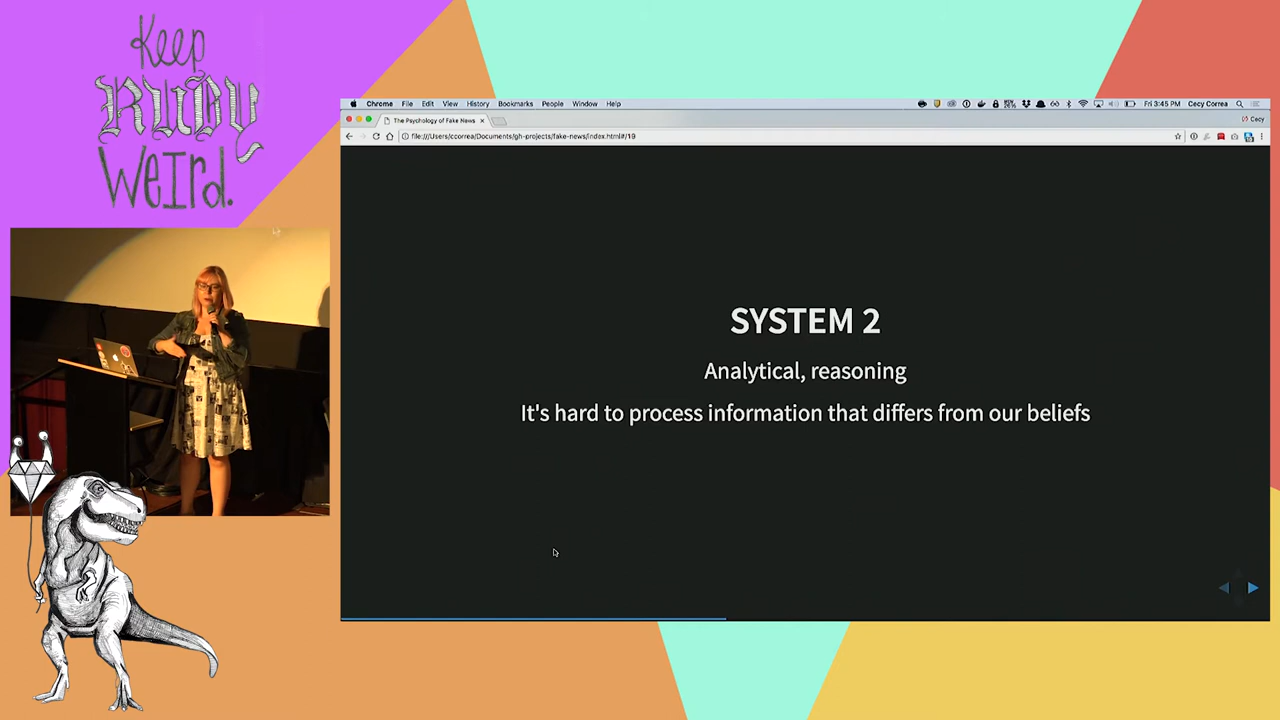 Keep
RUBY
WeIrd.
Chrome File Edit View History Bookmarks People Window Help
Fri 3:45 PM Cecy Correa
The Psychology of Fake News
Cecy
file:///Users/ccorrea/Documents/gh-projects/fake-news/index.html#/19
SYSTEM 2
Analytical, reasoning
It's hard to process information that differs from our beliefs